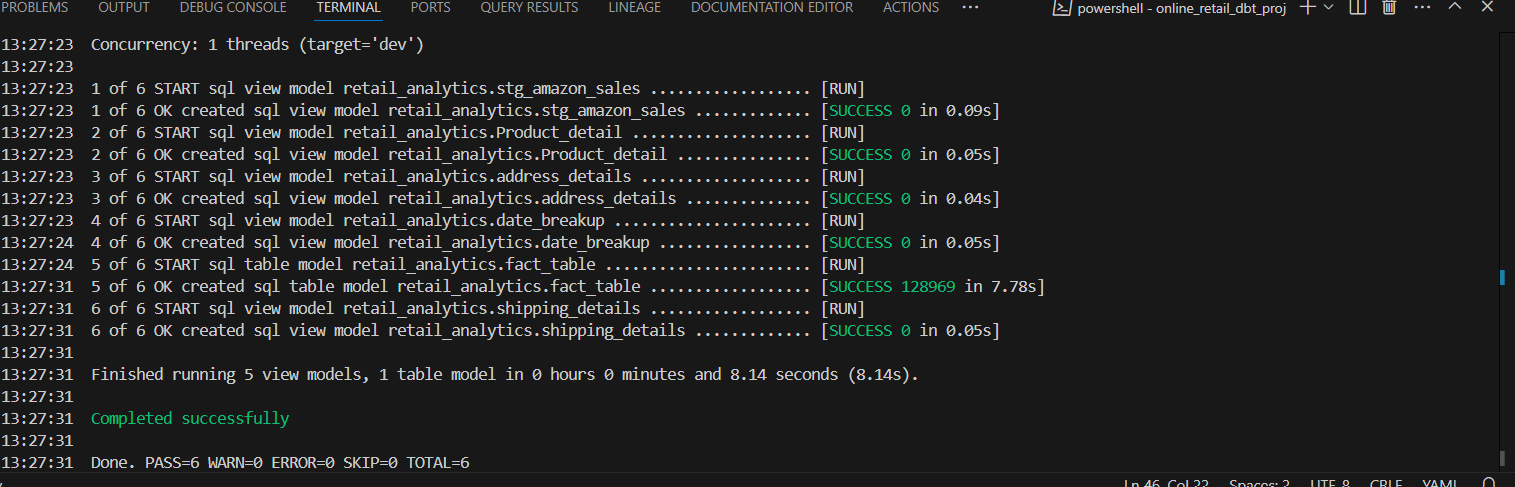 PROBLEMS OUTPUT DEBUG CONSOLE TERMINAL PORTS QUERY RESULTS LINEAGE DOCUMENTATION EDITOR ACTIONS ··· powershell - online_retail_dbt_proj
13:27:23 Concurrency: 1 threads (target='dev')
13:27:23
13:27:23 1 of 6 START sql view model retail_analytics.stg_amazon_sales .................. [RUN]
13:27:23 1 of 6 OK created sql view model retail_analytics.stg_amazon_sales ............. [SUCCESS 0 in 0.09s]
13:27:23 2 of 6 START sql view model retail_analytics.Product_detail .................... [RUN]
13:27:23 2 of 6 OK created sql view model retail_analytics.Product_detail ............... [SUCCESS 0 in 0.05s]
13:27:23 3 of 6 START sql view model retail_analytics.address_details ................... [RUN]
13:27:23 3 of 6 OK created sql view model retail_analytics.address_details .............. [SUCCESS 0 in 0.04s]
13:27:23 4 of 6 START sql view model retail_analytics.date_breakup ...................... [RUN]
13:27:24 4 of 6 OK created sql view model retail_analytics.date_breakup ................. [SUCCESS 0 in 0.05s]
13:27:24 5 of 6 START sql table model retail_analytics.fact_table ....................... [RUN]
13:27:31 5 of 6 OK created sql table model retail_analytics.fact_table .................. [SUCCESS 128969 in 7.78s]
13:27:31 6 of 6 START sql view model retail_analytics.shipping_details .................. [RUN]
13:27:31 6 of 6 OK created sql view model retail_analytics.shipping_details ............. [SUCCESS 0 in 0.05s]
13:27:31
13:27:31 Finished running 5 view models, 1 table model in 0 hours 0 minutes and 8.14 seconds (8.14s).
13:27:31
13:27:31 Completed successfully
13:27:31
13:27:31 Done. PASS=6 WARN=0 ERROR=0 SKIP=0 TOTAL=6
Ln 46, Col 22 Spaces: 2 UTF-8 CRLF YAML